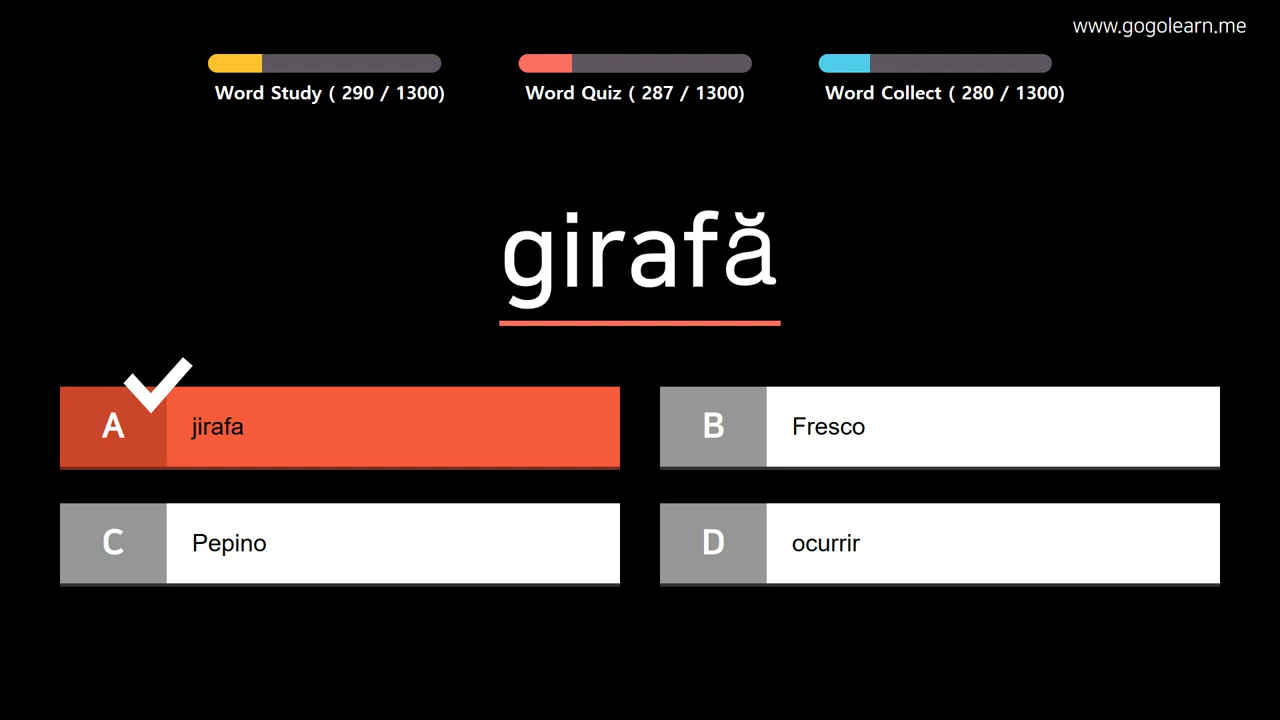 www.gogolearn.me
Word Study ( 290 / 1300)
Word Quiz ( 287 / 1300)
Word Collect ( 280 / 1300)
girafă
A
jirafa
B
Fresco
C
Pepino
D
ocurrir